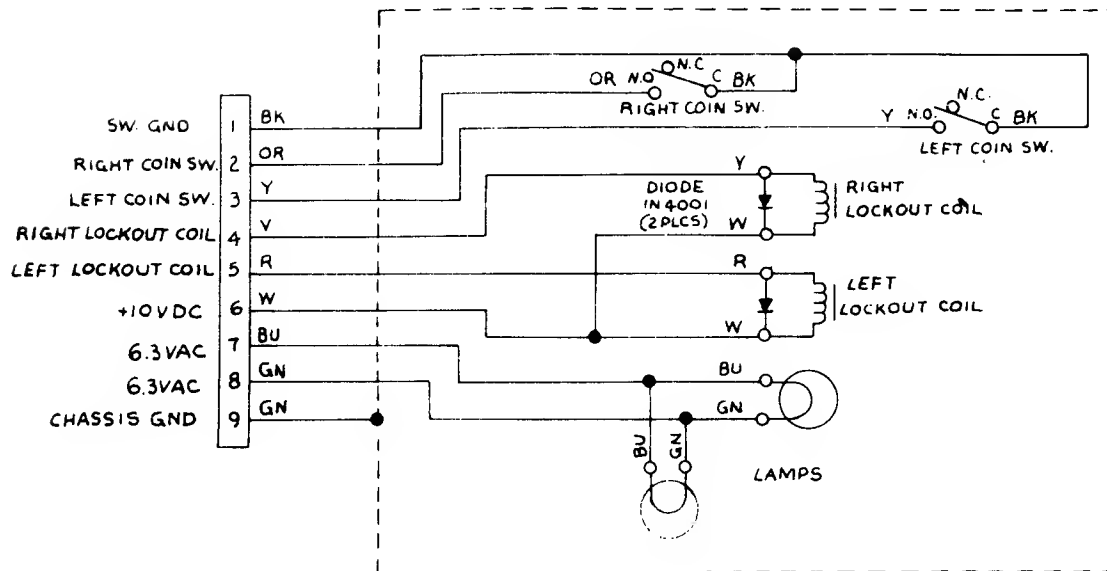 SW. GND 1 BK
RIGHT COIN SW. 2 OR
LEFT COIN SW. 3 Y
RIGHT LOCKOUT COIL 4 V
LEFT LOCKOUT COIL 5 R
+10VDC 6 W
6.3VAC 7 BU
6.3VAC 8 GN
CHASSIS GND 9 GN
N.C
OR N.O C BK
RIGHT COIN SW.
N.C.
Y N.O. C BK
LEFT COIN SW.
Y
DIODE
IN4001
(2PLCS)
W
RIGHT
LOCKOUT COIL
R
W
LEFT
LOCKOUT COIL
BU
GN
BU
GN
LAMPS